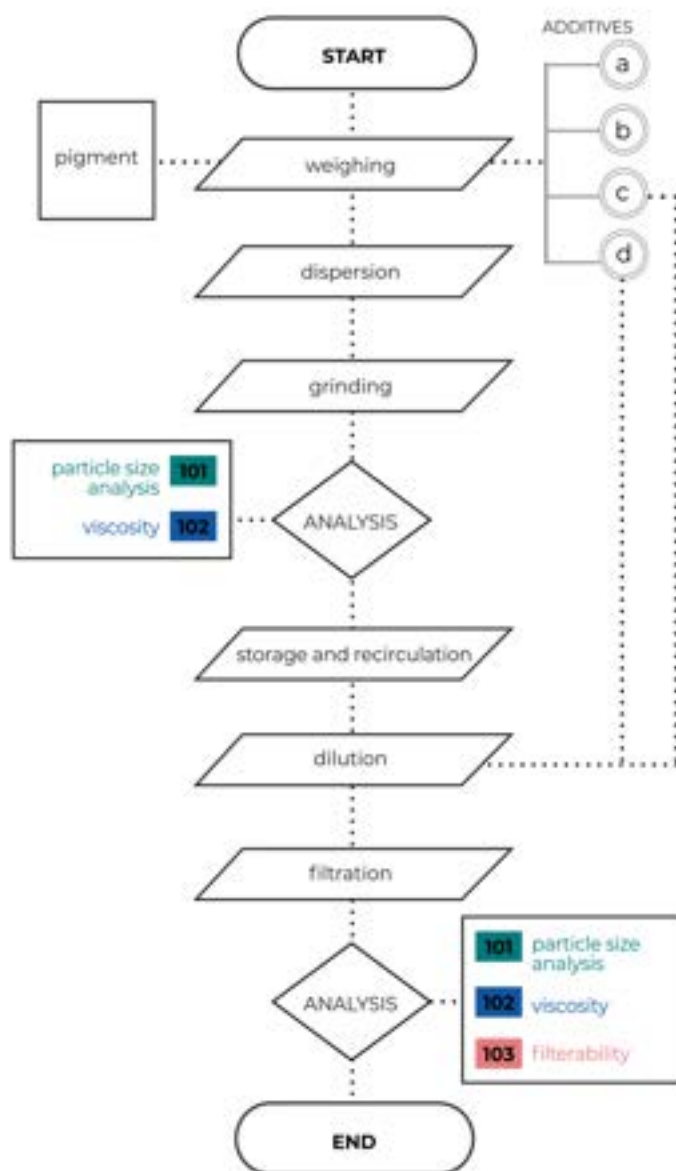 ADDITIVES
START
a
b
c
d
pigment
weighing
dispersion
grinding
particle size
analysis
101
viscosity
102
ANALYSIS
storage and recirculation
dilution
filtration
ANALYSIS
101
particle size
analysis
102
viscosity
103
filterability
END